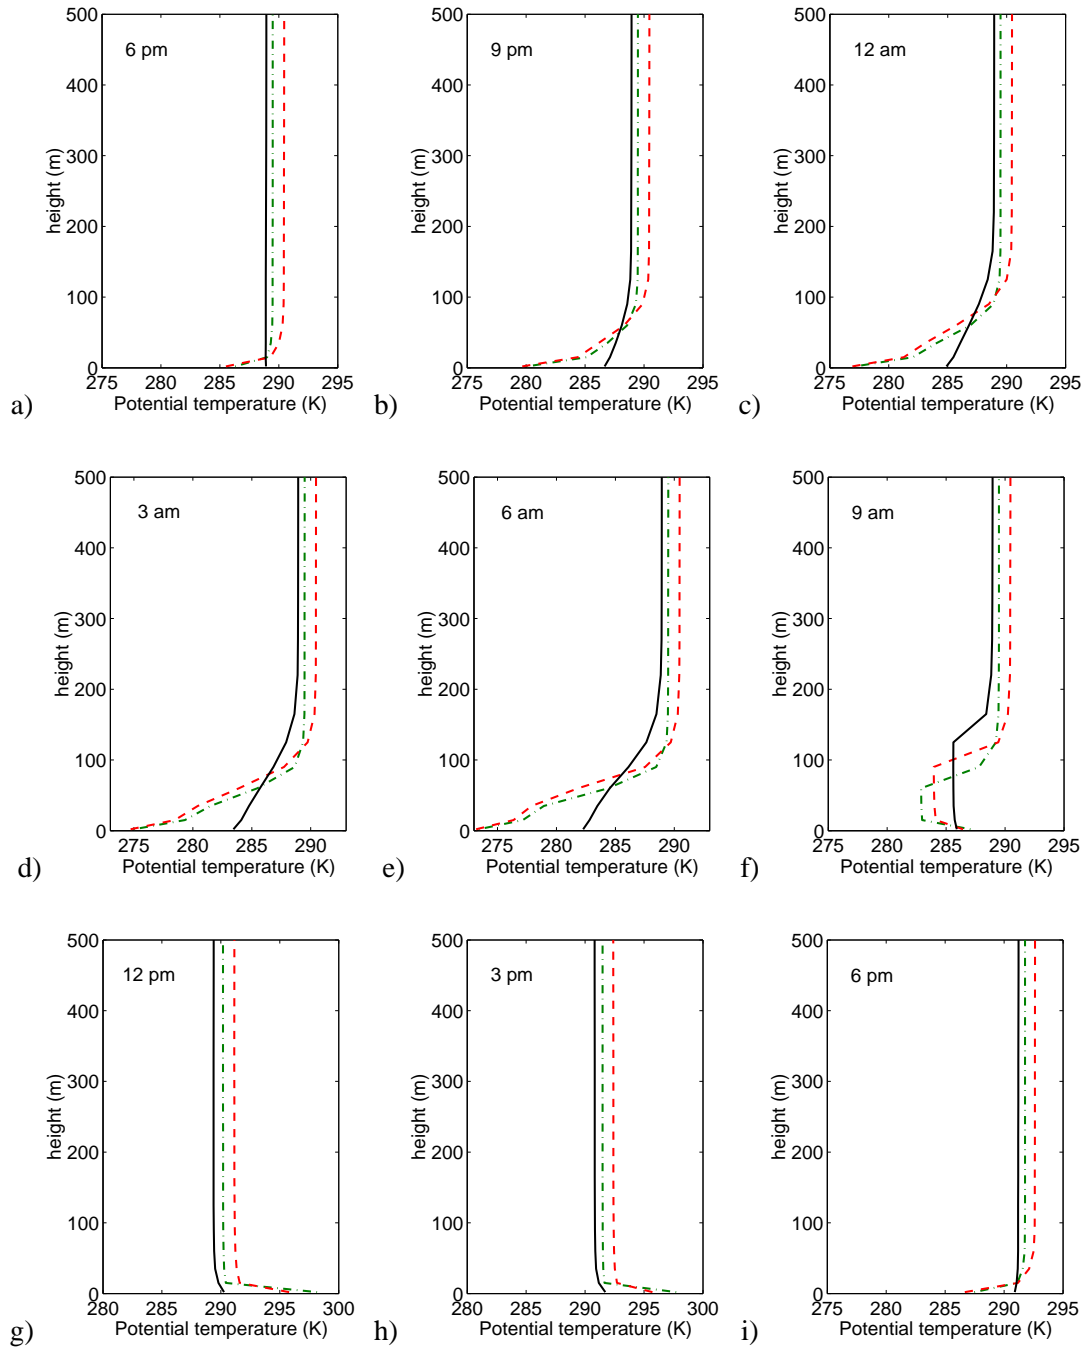 500
400
300
200
100
0
275 280 285 290 295
height (m)
Potential temperature (K)
6 pm
a)
500
400
300
200
100
0
275 280 285 290 295
height (m)
Potential temperature (K)
9 pm
b)
500
400
300
200
100
0
275 280 285 290 295
height (m)
Potential temperature (K)
12 am
c)
500
400
300
200
100
0
275 280 285 290
height (m)
Potential temperature (K)
3 am
d)
500
400
300
200
100
0
275 280 285 290
height (m)
Potential temperature (K)
6 am
e)
500
400
300
200
100
0
275 280 285 290 295
height (m)
Potential temperature (K)
9 am
f)
500
400
300
200
100
0
280 285 290 295 300
height (m)
Potential temperature (K)
12 pm
g)
500
400
300
200
100
0
280 285 290 295 300
height (m)
Potential temperature (K)
3 pm
h)
500
400
300
200
100
0
275 280 285 290 295
height (m)
Potential temperature (K)
6 pm
i)